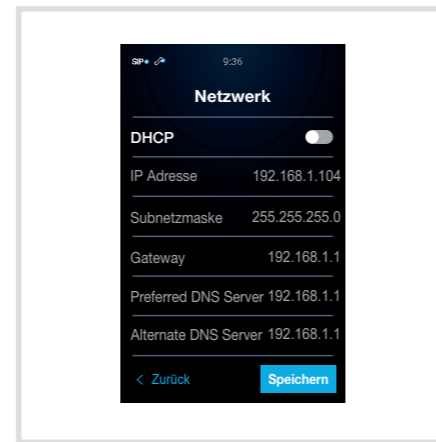 SIP 9:36
Netzwerk
DHCP
IP Adresse 192.168.1.104
Subnetzmaske 255.255.255.0
Gateway 192.168.1.1
Preferred DNS Server 192.168.1.1
Alternate DNS Server 192.168.1.1
< Zurück Speichern